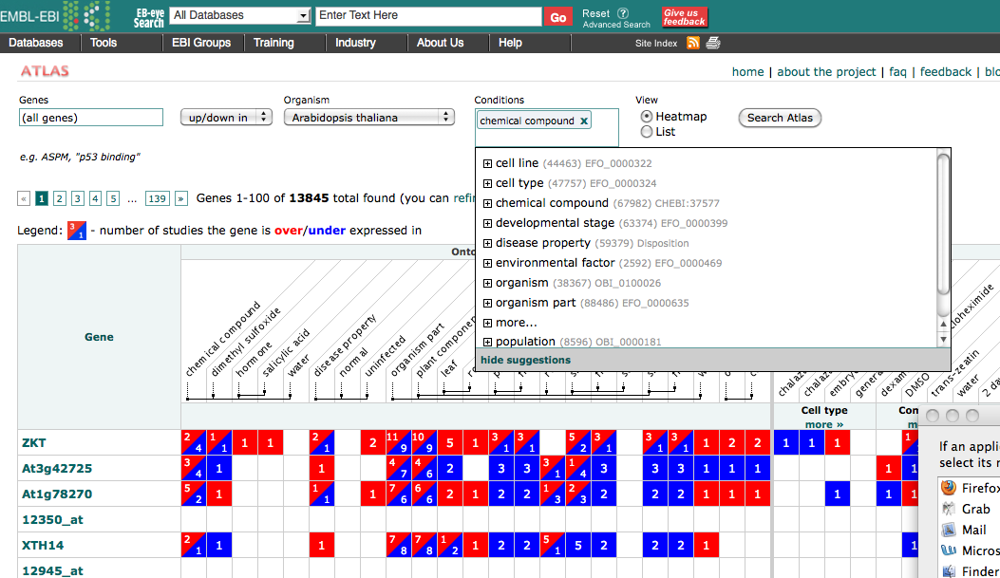 EMBL-EBI
EB-eye
Search
All Databases
Enter Text Here
Go
Reset ?
Advanced Search
Give us
feedback
Databases Tools EBI Groups Training Industry About Us Help Site Index
ATLAS
home | about the project | faq | feedback |
Genes Organism Conditions View
(all genes) up/down in Arabidopsis thaliana chemical compound x Heatmap
List
Search Atlas
e.g. ASPM, "p53 binding"
cell line (44463) EFO_0000322
cell type (47757) EFO_0000324
chemical compound (67982) CHEBI:37577
developmental stage (63374) EFO_0000399
disease property (59379) Disposition
environmental factor (2592) EFO_0000469
organism (38367) OBI_0100026
organism part (88486) EFO_0000635
more...
population (8596) OBI_0000181
hide suggestions
« 1 2 3 4 5 ... 139 » Genes 1-100 of 13845 total found (you can
Legend: 3 1 - number of studies the gene is over/under expressed in
Gene
chemical compound
dimethyl sulfoxide
hormone
salicylic acid
water
disease property
normal
uninfected
organism part
plant component
leaf
DMSO
trans-zeatin
water
Cell type
more »
ZKT 2 4 1 1 1 1 2 1 2 11 9 10 9 5 1 3 1 3 1 5 2 3 1 3 1 3 1 1 2 2 1 1 1 1
At3g42725 3 4 1 1 4 7 4 6 2 3 3 3 1 1 4 3 3 3 1 1 1 1 1
At1g78270 5 2 1 1 1 1 7 6 6 6 2 1 2 2 1 3 2 3 2 2 2 1 1 1 1 1 1
12350_at
XTH14 2 1 1 1 7 8 7 8 1 2 1 2 2 5 1 5 2 2 2 1 1
12945_at
If an appli
select its
Firefox
Grab
Mail
Micros
Finder